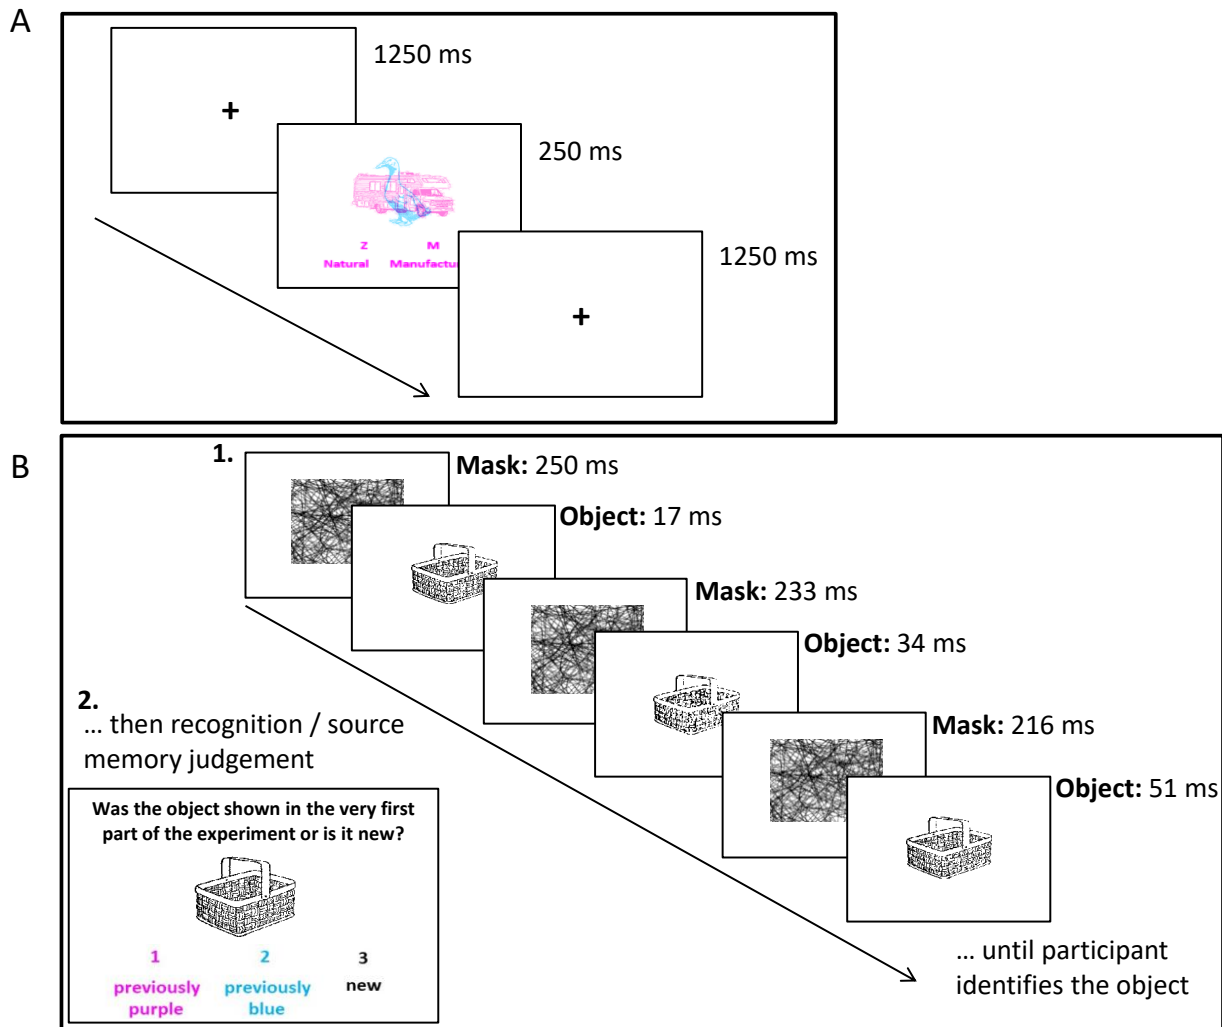 A
1250 ms
+
250 ms
Z M
Natural Manufactu
1250 ms
+
B
1.
Mask: 250 ms
Object: 17 ms
Mask: 233 ms
Object: 34 ms
Mask: 216 ms
Object: 51 ms
... until participant
identifies the object
2.
... then recognition / source
memory judgement
Was the object shown in the very first
part of the experiment or is it new?
1 2 3
previously previously new
purple blue